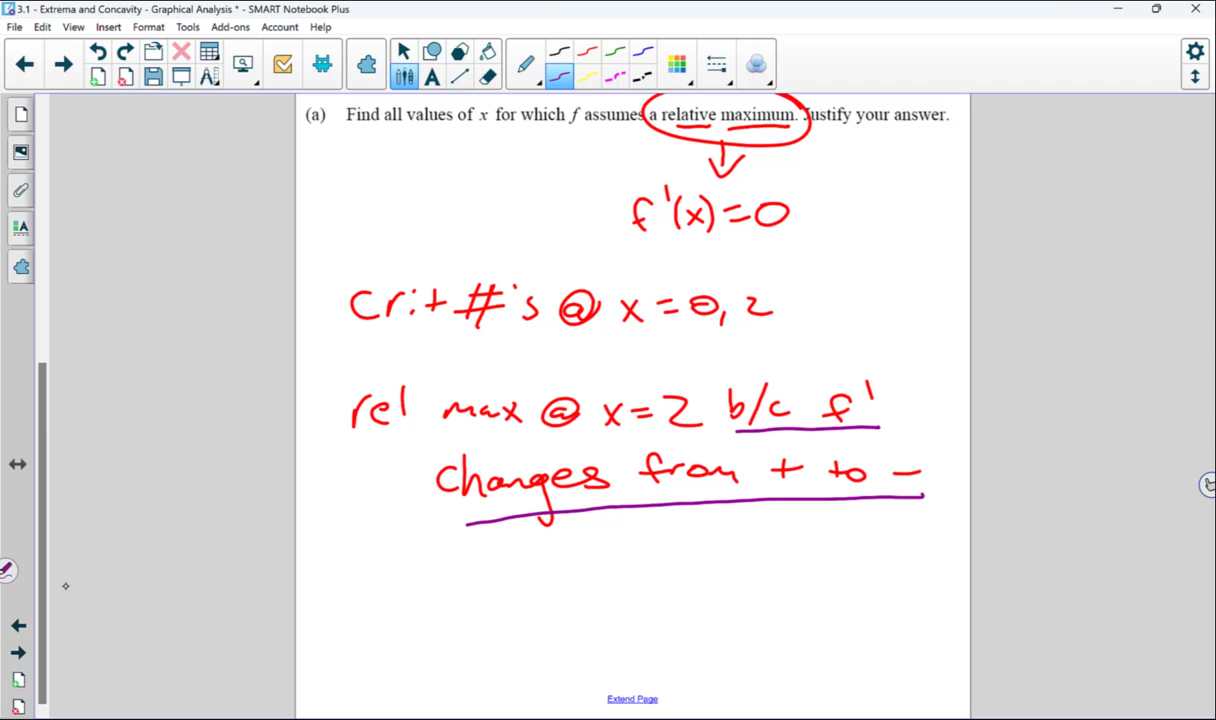 3.1 - Extrema and Concavity - Graphical Analysis * - SMART Notebook Plus
File Edit View Insert Format Tools Add-ons Account Help
(a) Find all values of x for which f assumes a relative maximum. Justify your answer.
f'(x)=0
Crit #'s @ x=0, 2
rel max @ x=2 b/c f'
changes from + to -
Extend Page